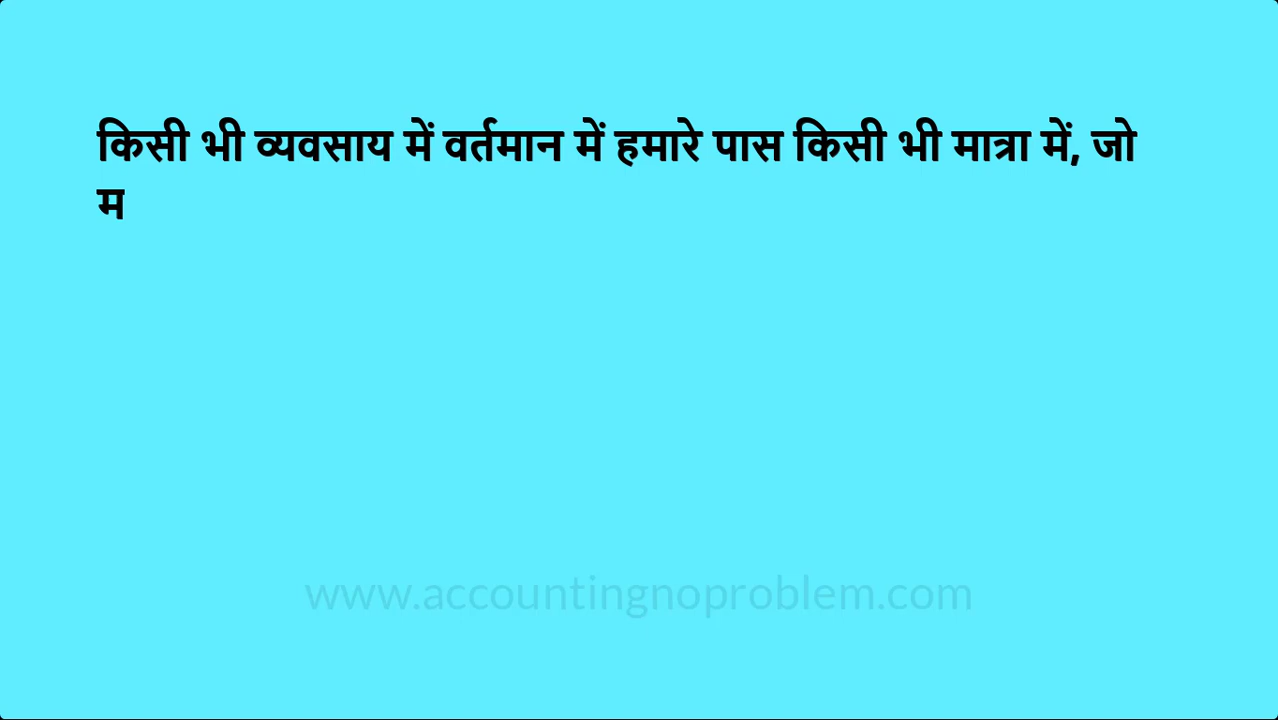 किसी भी व्यवसाय में वर्तमान में हमारे पास किसी भी मात्रा में, जो
म
www.accountingnoproblem.com